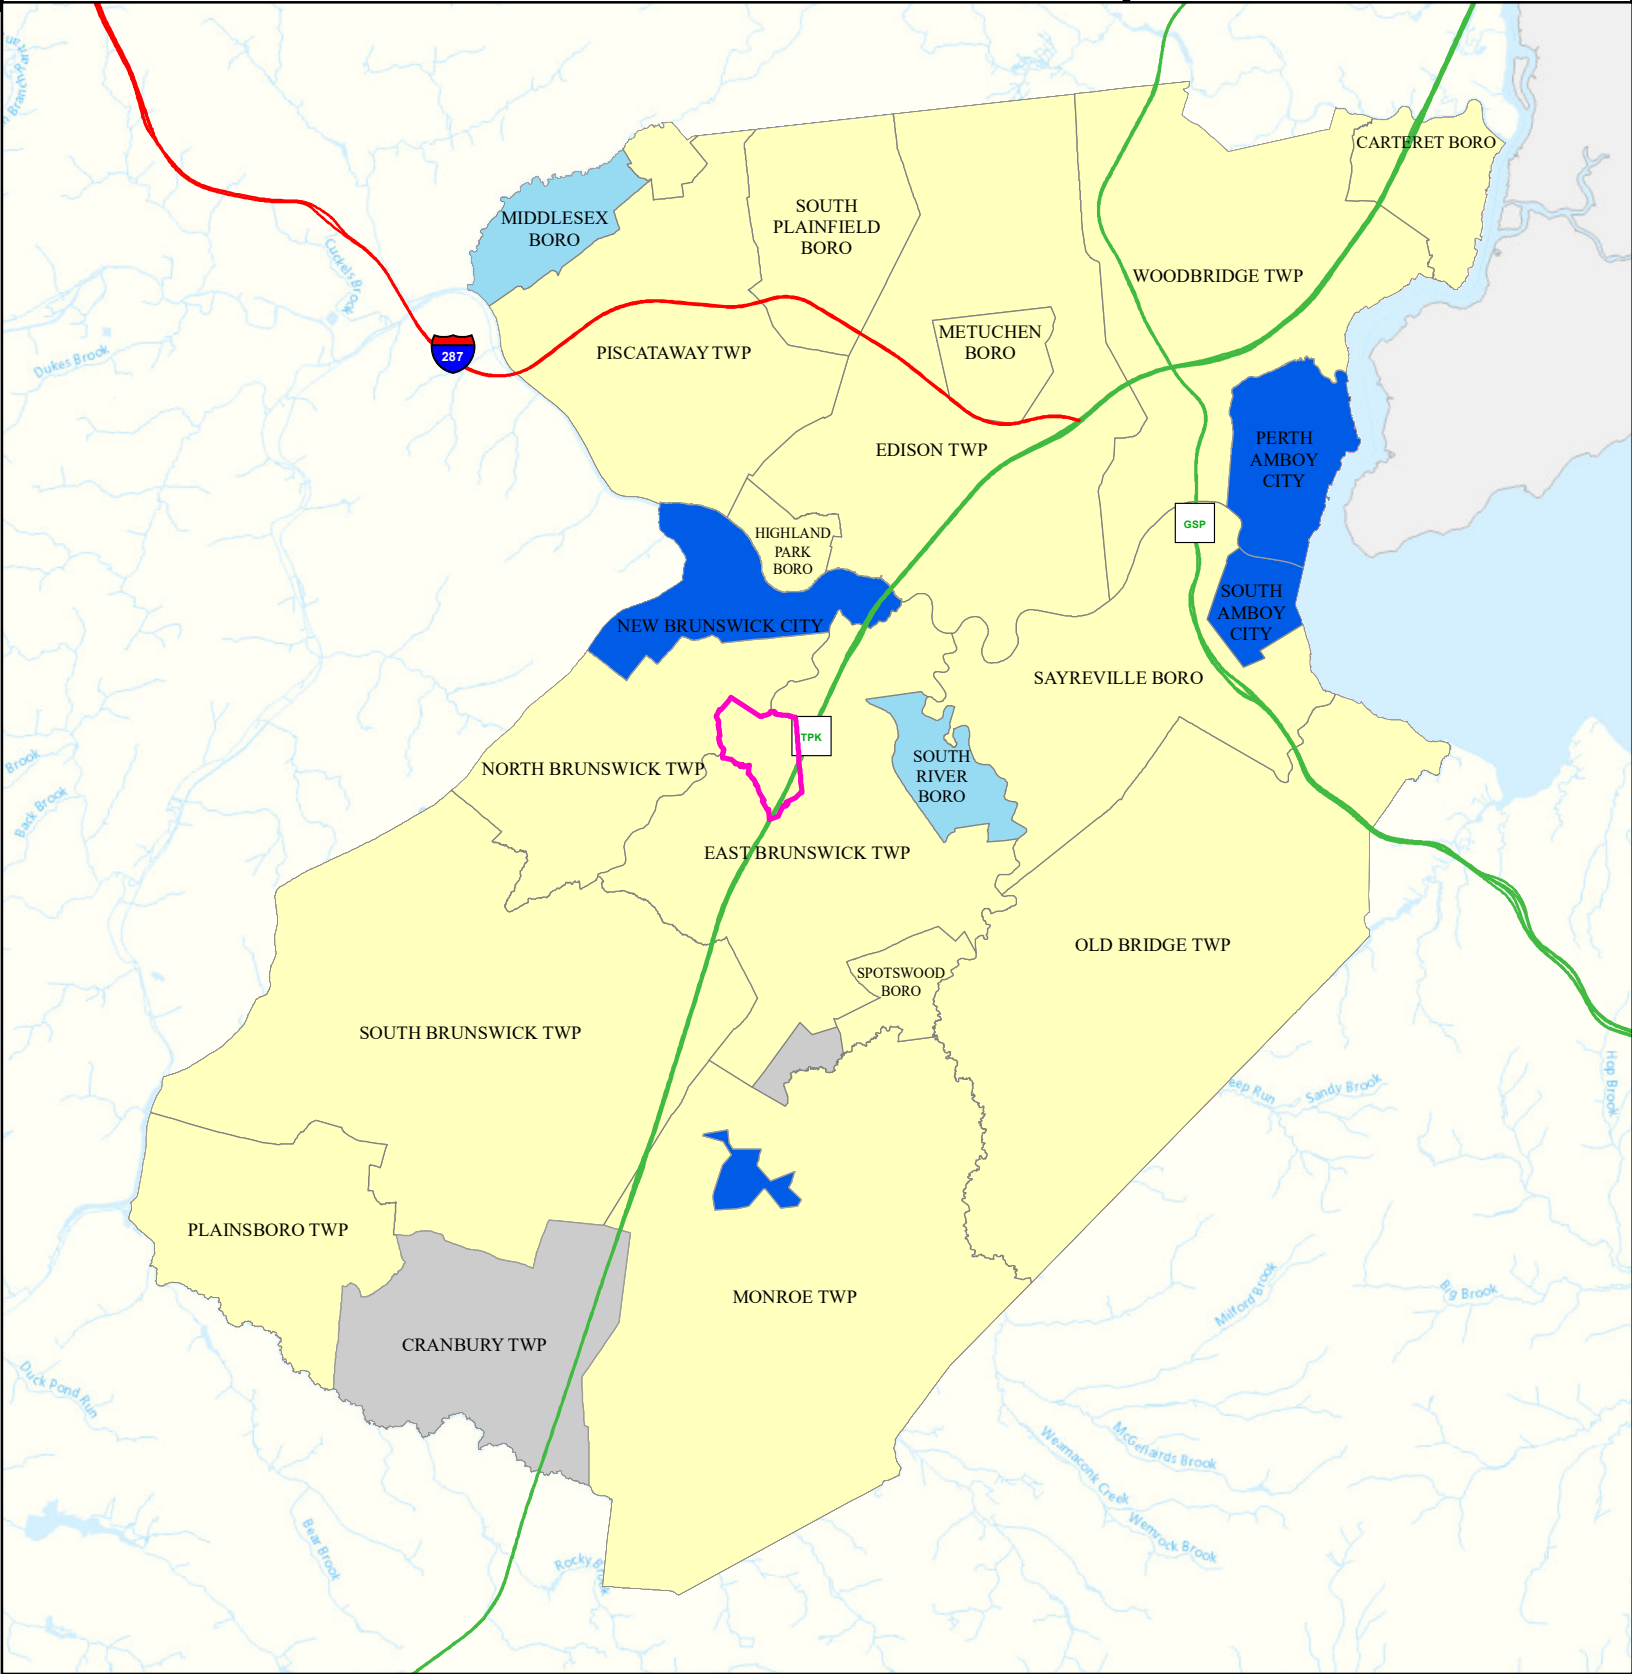 CARTERET BORO
MIDDLESEX
BORO
SOUTH
PLAINFIELD
BORO
WOODBRIDGE TWP
Cuckels Brook
METUCHEN
BORO
287
PISCATAWAY TWP
Dukes Brook
EDISON TWP
PERTH
AMBOY
CITY
GSP
HIGHLAND
PARK
BORO
SOUTH
AMBOY
CITY
NEW BRUNSWICK CITY
SAYREVILLE BORO
TPK
Brook
NORTH BRUNSWICK TWP
SOUTH
RIVER
BORO
Back Brook
EAST BRUNSWICK TWP
OLD BRIDGE TWP
SPOTSWOOD
BORO
SOUTH BRUNSWICK TWP
eep Run
Sandy Brook
Hop Brook
PLAINSBORO TWP
MONROE TWP
Milford Brook
Big Brook
CRANBURY TWP
Duck Pond Run
McGellairds Brook
Weamaconk Creek
Wemrock Brook
Bear Brook
Rocky Brook